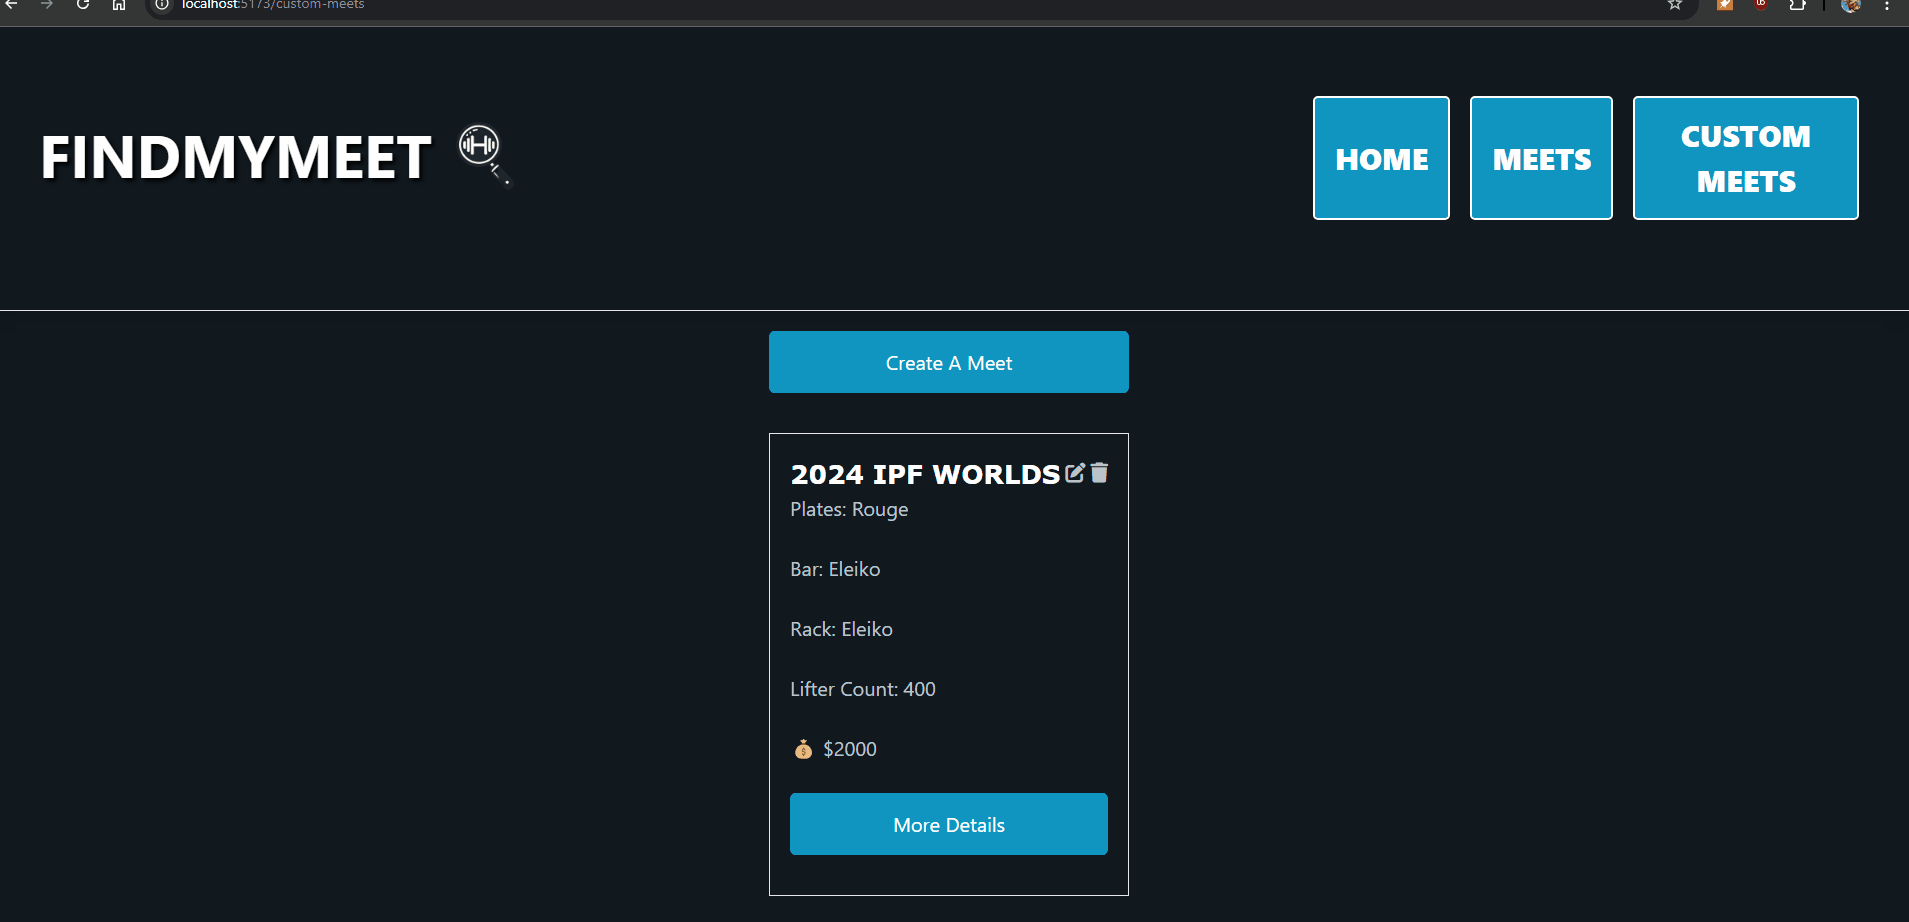 localhost:5173/custom-meets
FINDMYMEET
HOME
MEETS
CUSTOM
MEETS
Create A Meet
2024 IPF WORLDS
Plates: Rouge
Bar: Eleiko
Rack: Eleiko
Lifter Count: 400
$2000
More Details